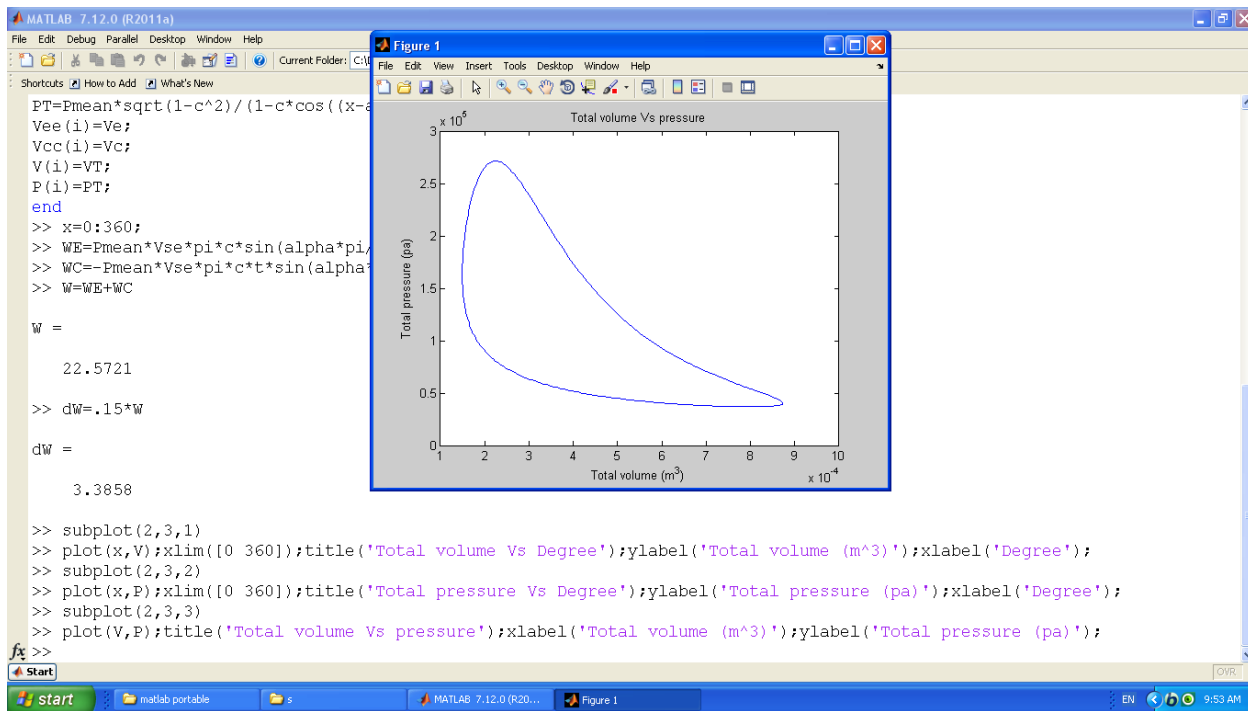 MATLAB 7.12.0 (R2011a)
File Edit Debug Parallel Desktop Window Help
Current Folder: C:\
Shortcuts How to Add What's New
PT=Pmean*sqrt(1-c^2)/(1-c*cos((x-
Vee(i)=Ve;
Vcc(i)=Vc;
V(i)=VT;
P(i)=PT;
end
>> x=0:360;
>> WE=Pmean*Vse*pi*c*sin(alpha*pi/
>> WC=-Pmean*Vse*pi*c*t*sin(alpha*
>> W=WE+WC
W =
22.5721
>> dW=.15*W
dW =
3.3858
>> subplot(2,3,1)
>> plot(x,V);xlim([0 360]);title('Total volume Vs Degree');ylabel('Total volume (m^3)');xlabel('Degree');
>> subplot(2,3,2)
>> plot(x,P);xlim([0 360]);title('Total pressure Vs Degree');ylabel('Total pressure (pa)');xlabel('Degree');
>> subplot(2,3,3)
>> plot(V,P);title('Total volume Vs pressure');xlabel('Total volume (m^3)');ylabel('Total pressure (pa)');
fx >>
Figure 1
File Edit View Insert Tools Desktop Window Help
Total volume Vs pressure
x 10^5
3
2.5
2
1.5
1
0.5
0
Total pressure (pa)
1 2 3 4 5 6 7 8 9 10
Total volume (m^3)
x 10^-4
Start
OVR
start matlab portable s MATLAB 7.12.0 (R20... Figure 1 EN 9:53 AM